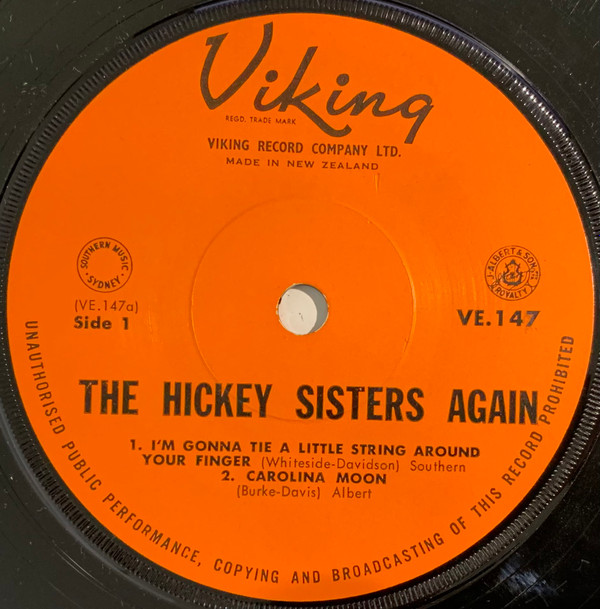 Viking
REGD. TRADE MARK
VIKING RECORD COMPANY LTD.
MADE IN NEW ZEALAND
SOUTHERN MUSIC
SYDNEY
J. ALBERT & SON
ROYALTY
(VE.147a)
Side 1
VE.147
THE HICKEY SISTERS AGAIN
1. I'M GONNA TIE A LITTLE STRING AROUND
YOUR FINGER (Whiteside-Davidson) Southern
2. CAROLINA MOON
(Burke-Davis) Albert
UNAUTHORISED PUBLIC PERFORMANCE, COPYING AND BROADCASTING OF THIS RECORD PROHIBITED